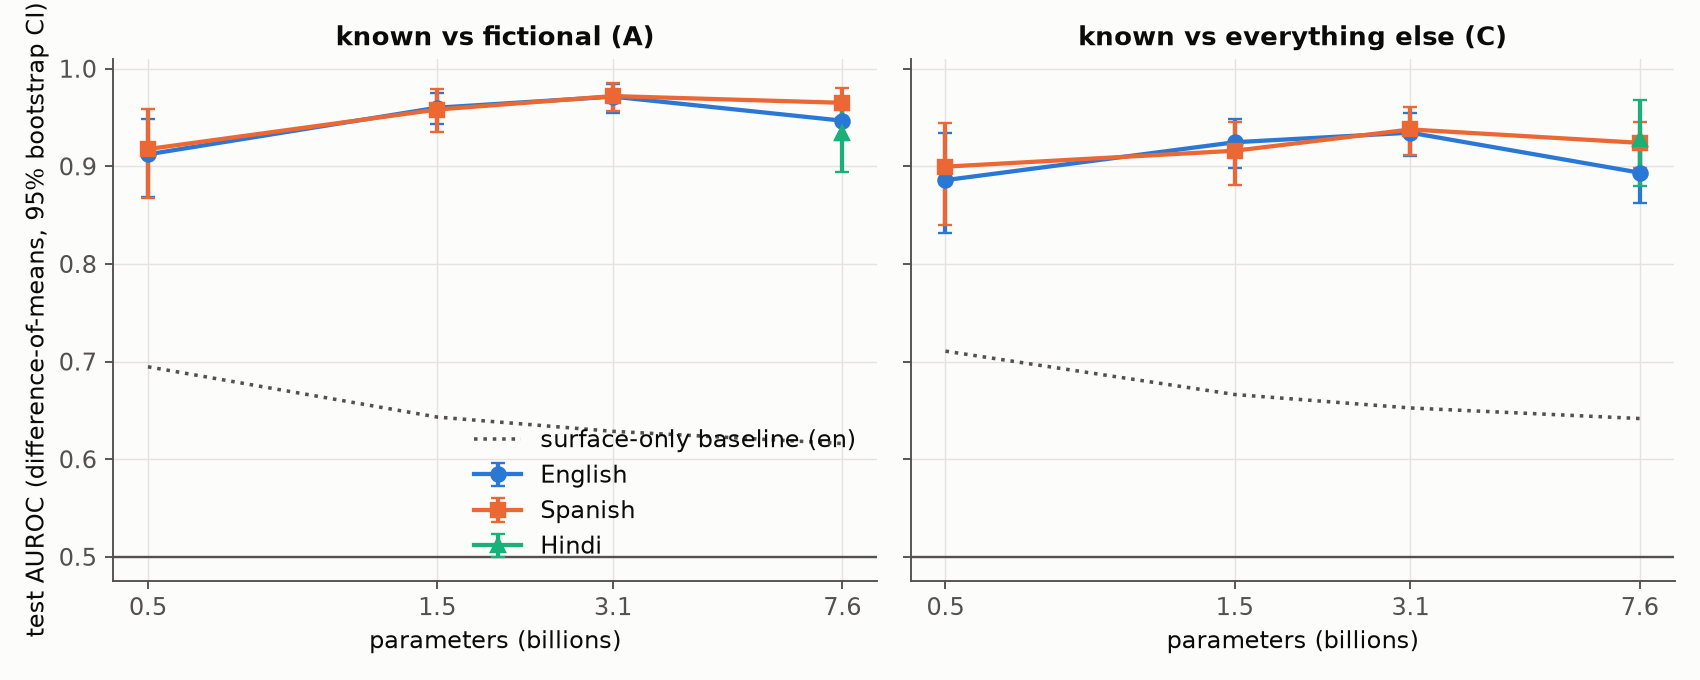 known vs fictional (A)
known vs everything else (C)
test AUROC (difference-of-means, 95% bootstrap CI)
1.0
0.9
0.8
0.7
0.6
0.5
surface-only baseline (en)
English
Spanish
Hindi
0.5 1.5 3.1 7.6
0.5 1.5 3.1 7.6
parameters (billions)
parameters (billions)